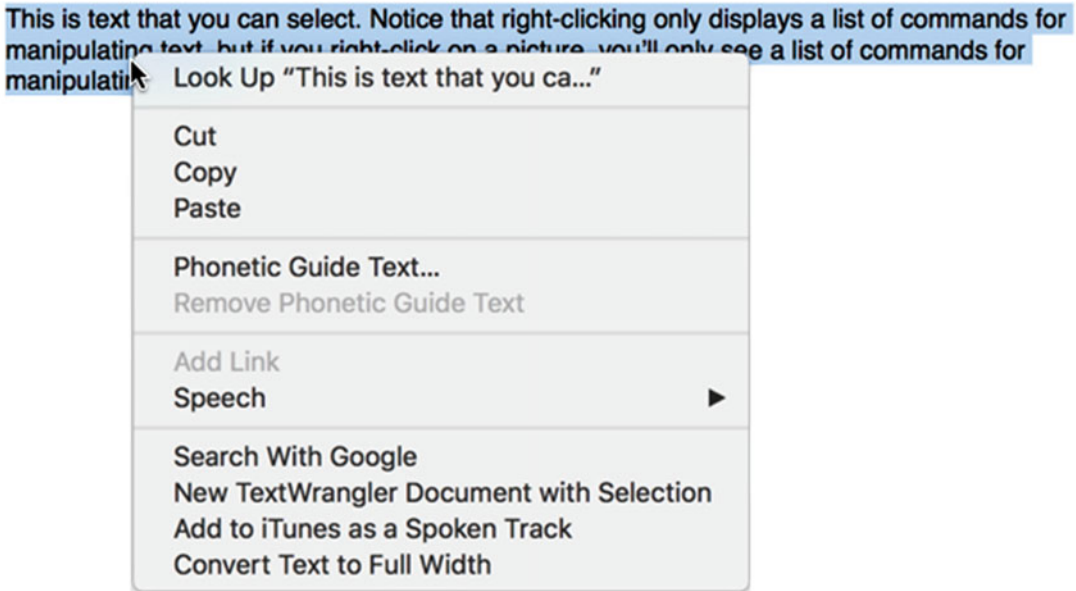 This is text that you can select. Notice that right-clicking only displays a list of commands for
manipulating text, but if you right-click on a picture, you'll only see a list of commands for
Look Up “This is text that you ca...”
Cut
Copy
Paste
Phonetic Guide Text...
Remove Phonetic Guide Text
Add Link
Speech
Search With Google
New TextWrangler Document with Selection
Add to iTunes as a Spoken Track
Convert Text to Full Width